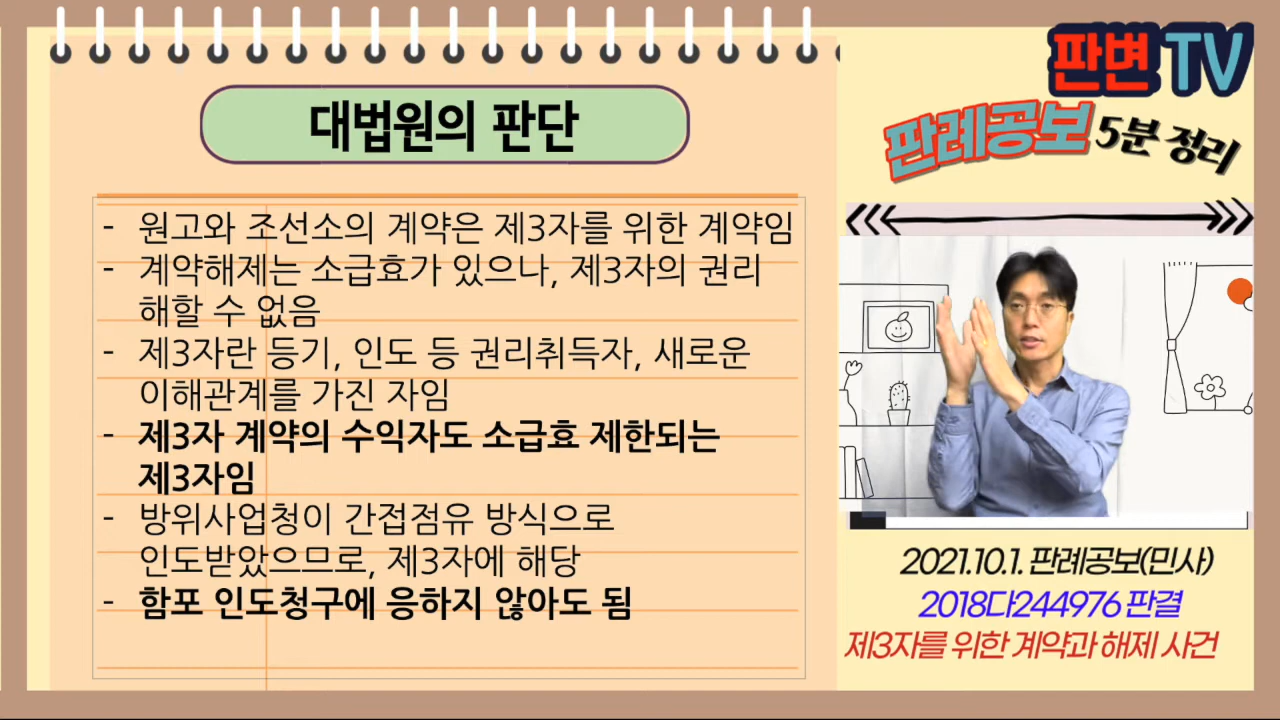 판변 TV
판례공보 5분 정리
대법원의 판단
- 원고와 조선소의 계약은 제3자를 위한 계약임
- 계약해제는 소급효가 있으나, 제3자의 권리
해할 수 없음
- 제3자란 등기, 인도 등 권리취득자, 새로운
이해관계를 가진 자임
- 제3자 계약의 수익자도 소급효 제한되는
제3자임
- 방위사업청이 간접점유 방식으로
인도받았으므로, 제3자에 해당
- 함포 인도청구에 응하지 않아도 됨
2021.10.1. 판례공보(민사)
2018다244976 판결
제3자를 위한 계약과 해제 사건